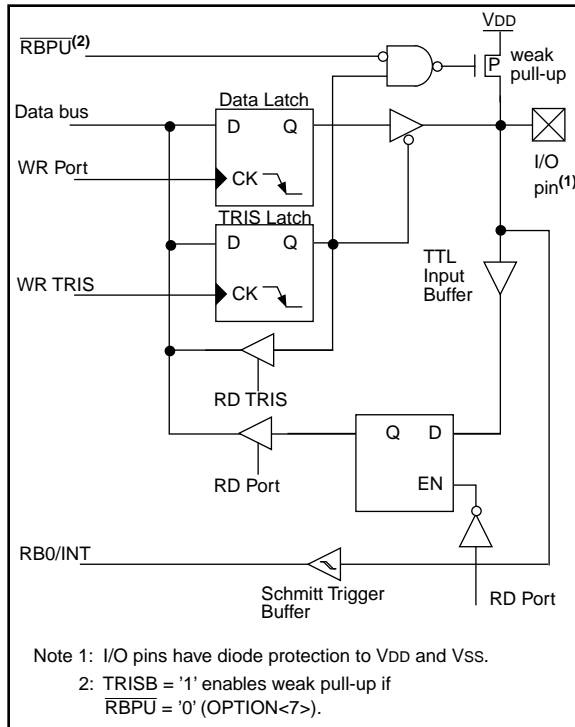 VDD
RBPU(2)
P
weak
pull-up
Data bus
Data Latch
D Q
I/O
pin(1)
WR Port
CK
TRIS Latch
D Q
TTL
Input
Buffer
WR TRIS
CK
RD TRIS
Q D
RD Port
EN
RB0/INT
Schmitt Trigger
Buffer
RD Port
Note 1: I/O pins have diode protection to VDD and VSS.
2: TRISB = '1' enables weak pull-up if
RBPU = '0' (OPTION<7>).